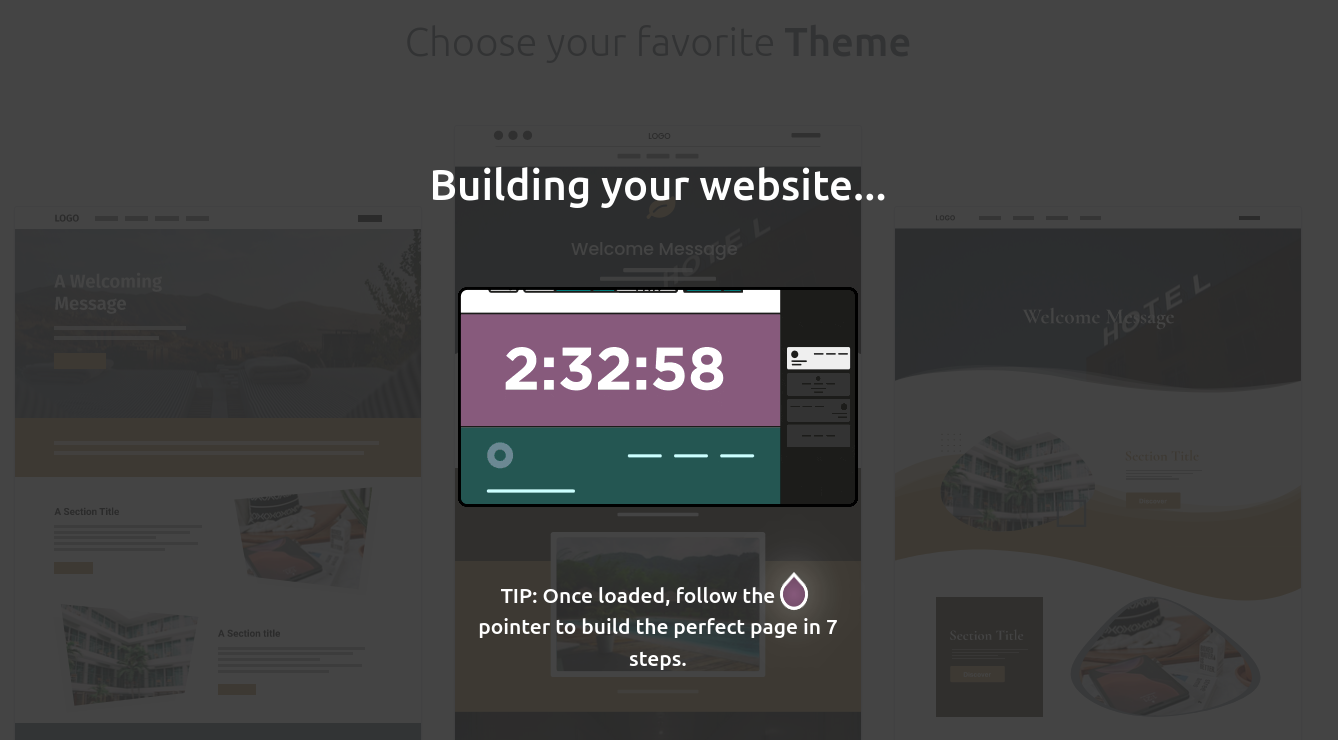 Choose your favorite Theme
LOGO
Building your website...
LOGO
LOGO
HOTEL
Welcome Message
A Welcoming
Message
HOTEL
Welcome Message
2:32:58
Section Title
A Section Title
TIP: Once loaded, follow the
pointer to build the perfect page in 7
steps.
A Section title
Section Title